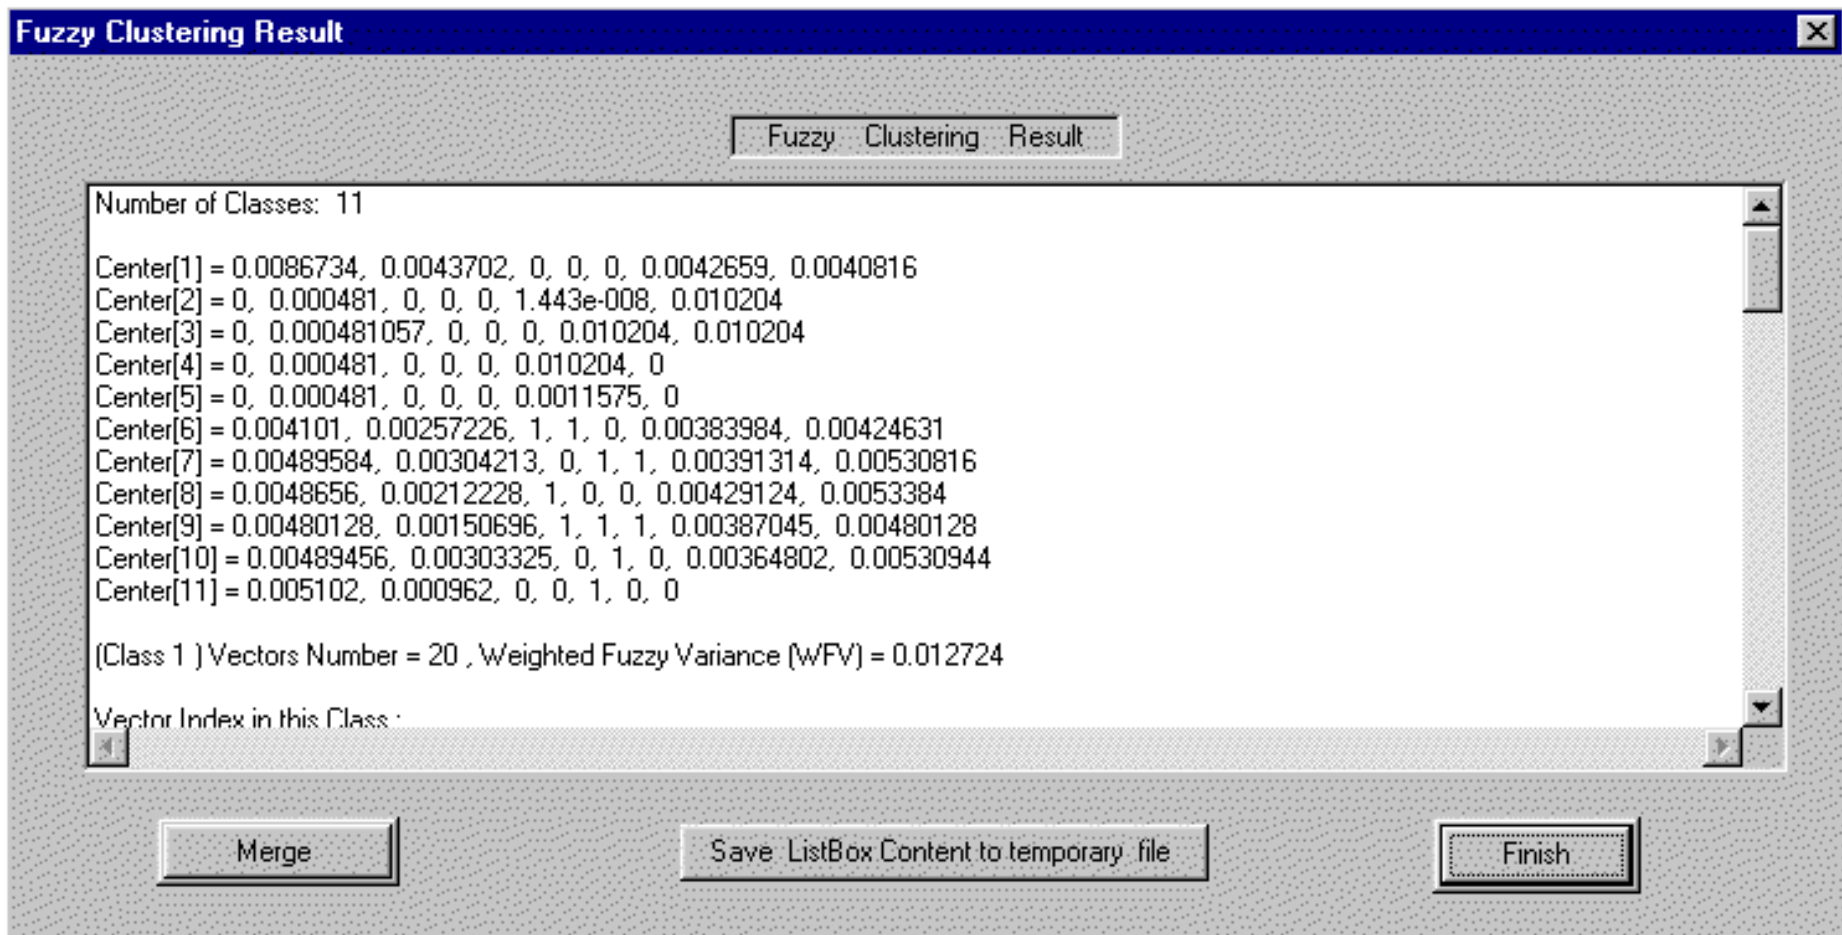 Fuzzy Clustering Result
Fuzzy Clustering Result
Number of Classes: 11
Center[1] = 0.0086734, 0.0043702, 0, 0, 0, 0.0042659, 0.0040816
Center[2] = 0, 0.000481, 0, 0, 0, 1.443e-008, 0.010204
Center[3] = 0, 0.000481057, 0, 0, 0, 0.010204, 0.010204
Center[4] = 0, 0.000481, 0, 0, 0, 0.010204, 0
Center[5] = 0, 0.000481, 0, 0, 0, 0.0011575, 0
Center[6] = 0.004101, 0.00257226, 1, 1, 0, 0.00383984, 0.00424631
Center[7] = 0.00489584, 0.00304213, 0, 1, 1, 0.00391314, 0.00530816
Center[8] = 0.0048656, 0.00212228, 1, 0, 0, 0.00429124, 0.0053384
Center[9] = 0.00480128, 0.00150696, 1, 1, 1, 0.00387045, 0.00480128
Center[10] = 0.00489456, 0.00303325, 0, 1, 0, 0.00364802, 0.00530944
Center[11] = 0.005102, 0.000962, 0, 0, 1, 0, 0
(Class 1 ) Vectors Number = 20 , Weighted Fuzzy Variance (WFV) = 0.012724
Vector Index in this Class :
Merge
Save ListBox Content to temporary file
Finish